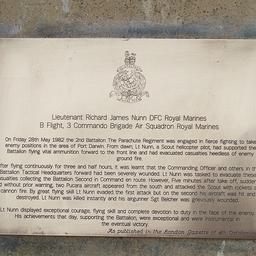 Lieutenant Richard James Nunn DFC Royal Marines
B Flight, 3 Commando Brigade Air Squadron Royal Marines
On Friday 28th May 1982 the 2nd Battalion The Parachute Regiment was engaged in fierce fighting to take
enemy positions in the area of Port Darwin. From dawn, Lt Nunn, a Scout helicopter pilot, had supported the
Battalion flying vital ammunition forward to the front line and had evacuated casualties heedless of enemy
ground fire.
After flying continuously for three and half hours, it was learnt that the Commanding Officer and others in the
Battalion Tactical Headquarters forward had been severely wounded. Lt Nunn was tasked to evacuate these
casualties collecting the Battalion Second in Command en route. However, Five minutes after take off, sudden
and without prior warning, two Pucara aircraft appeared from the south and attacked the Scout with rockets and
cannon fire. By great flying skill Lt Nunn evaded the first attack but on the second his aircraft was hit and
destroyed. Lt Nunn was killed instantly and his airgunner Sgt Belcher was grievously wounded.
Lt Nunn displayed exceptional courage, flying skill and complete devotion to duty in the face of the enemy.
His achievements that day, supporting the Battalion, were exceptional and were instrumental in
the eventual victory.
As published in the London Gazette of 8th October